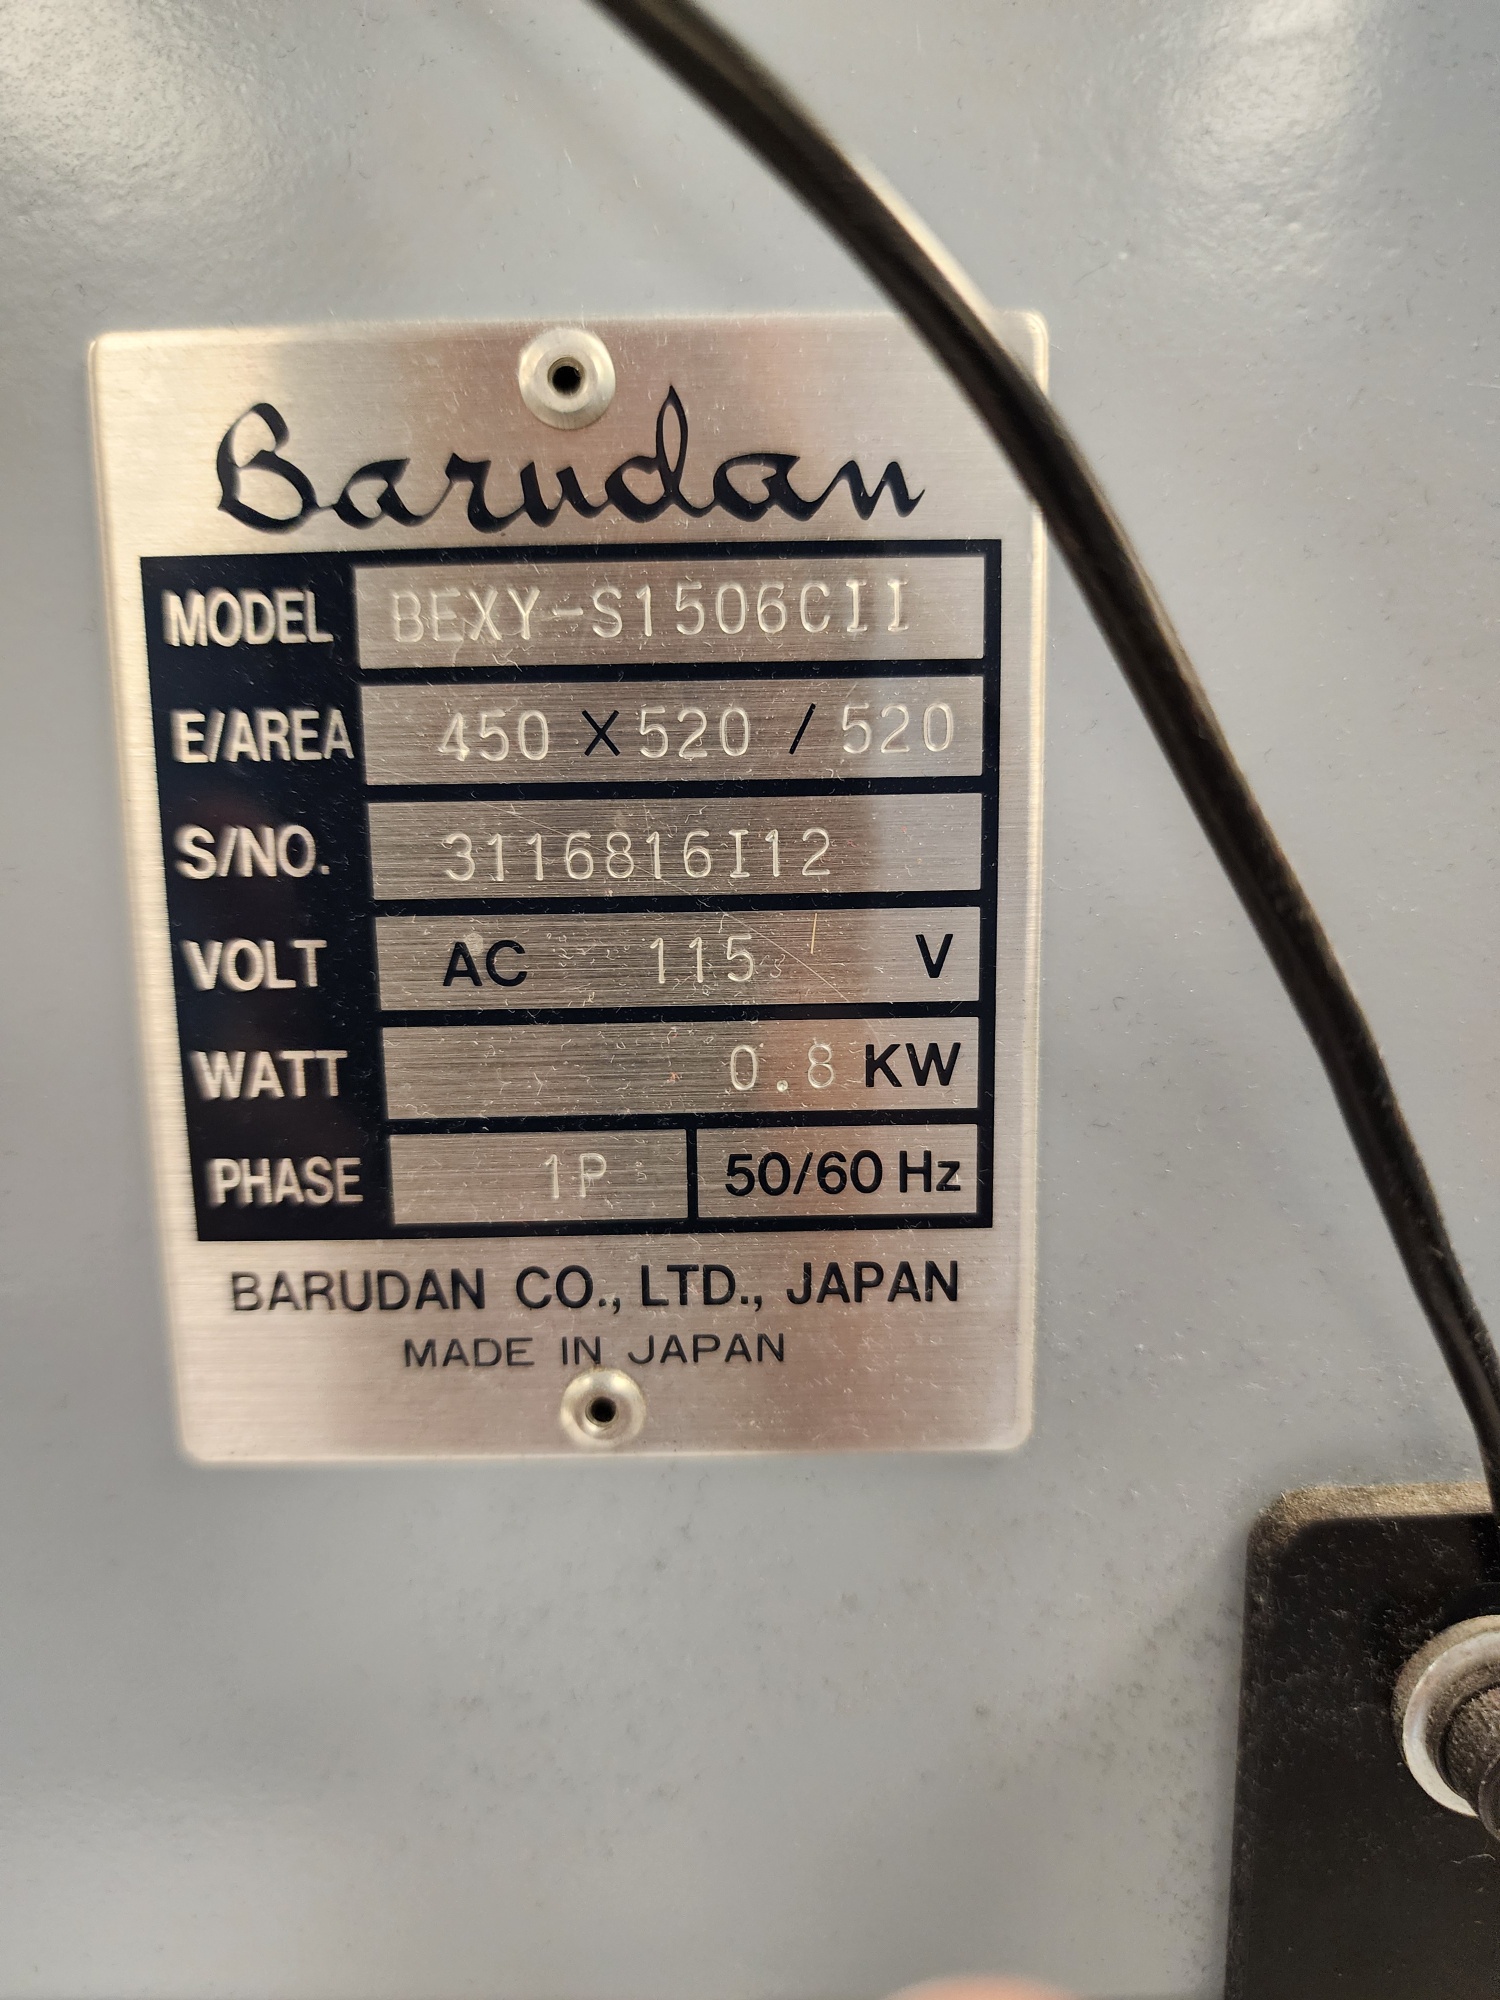 Barudan
MODEL BEXY-S1506CII
E/AREA 450 X 520 / 520
S/NO. 3116816I12
VOLT AC 115 V
WATT 0.8 KW
PHASE 1P 50/60 Hz
BARUDAN CO., LTD., JAPAN
MADE IN JAPAN